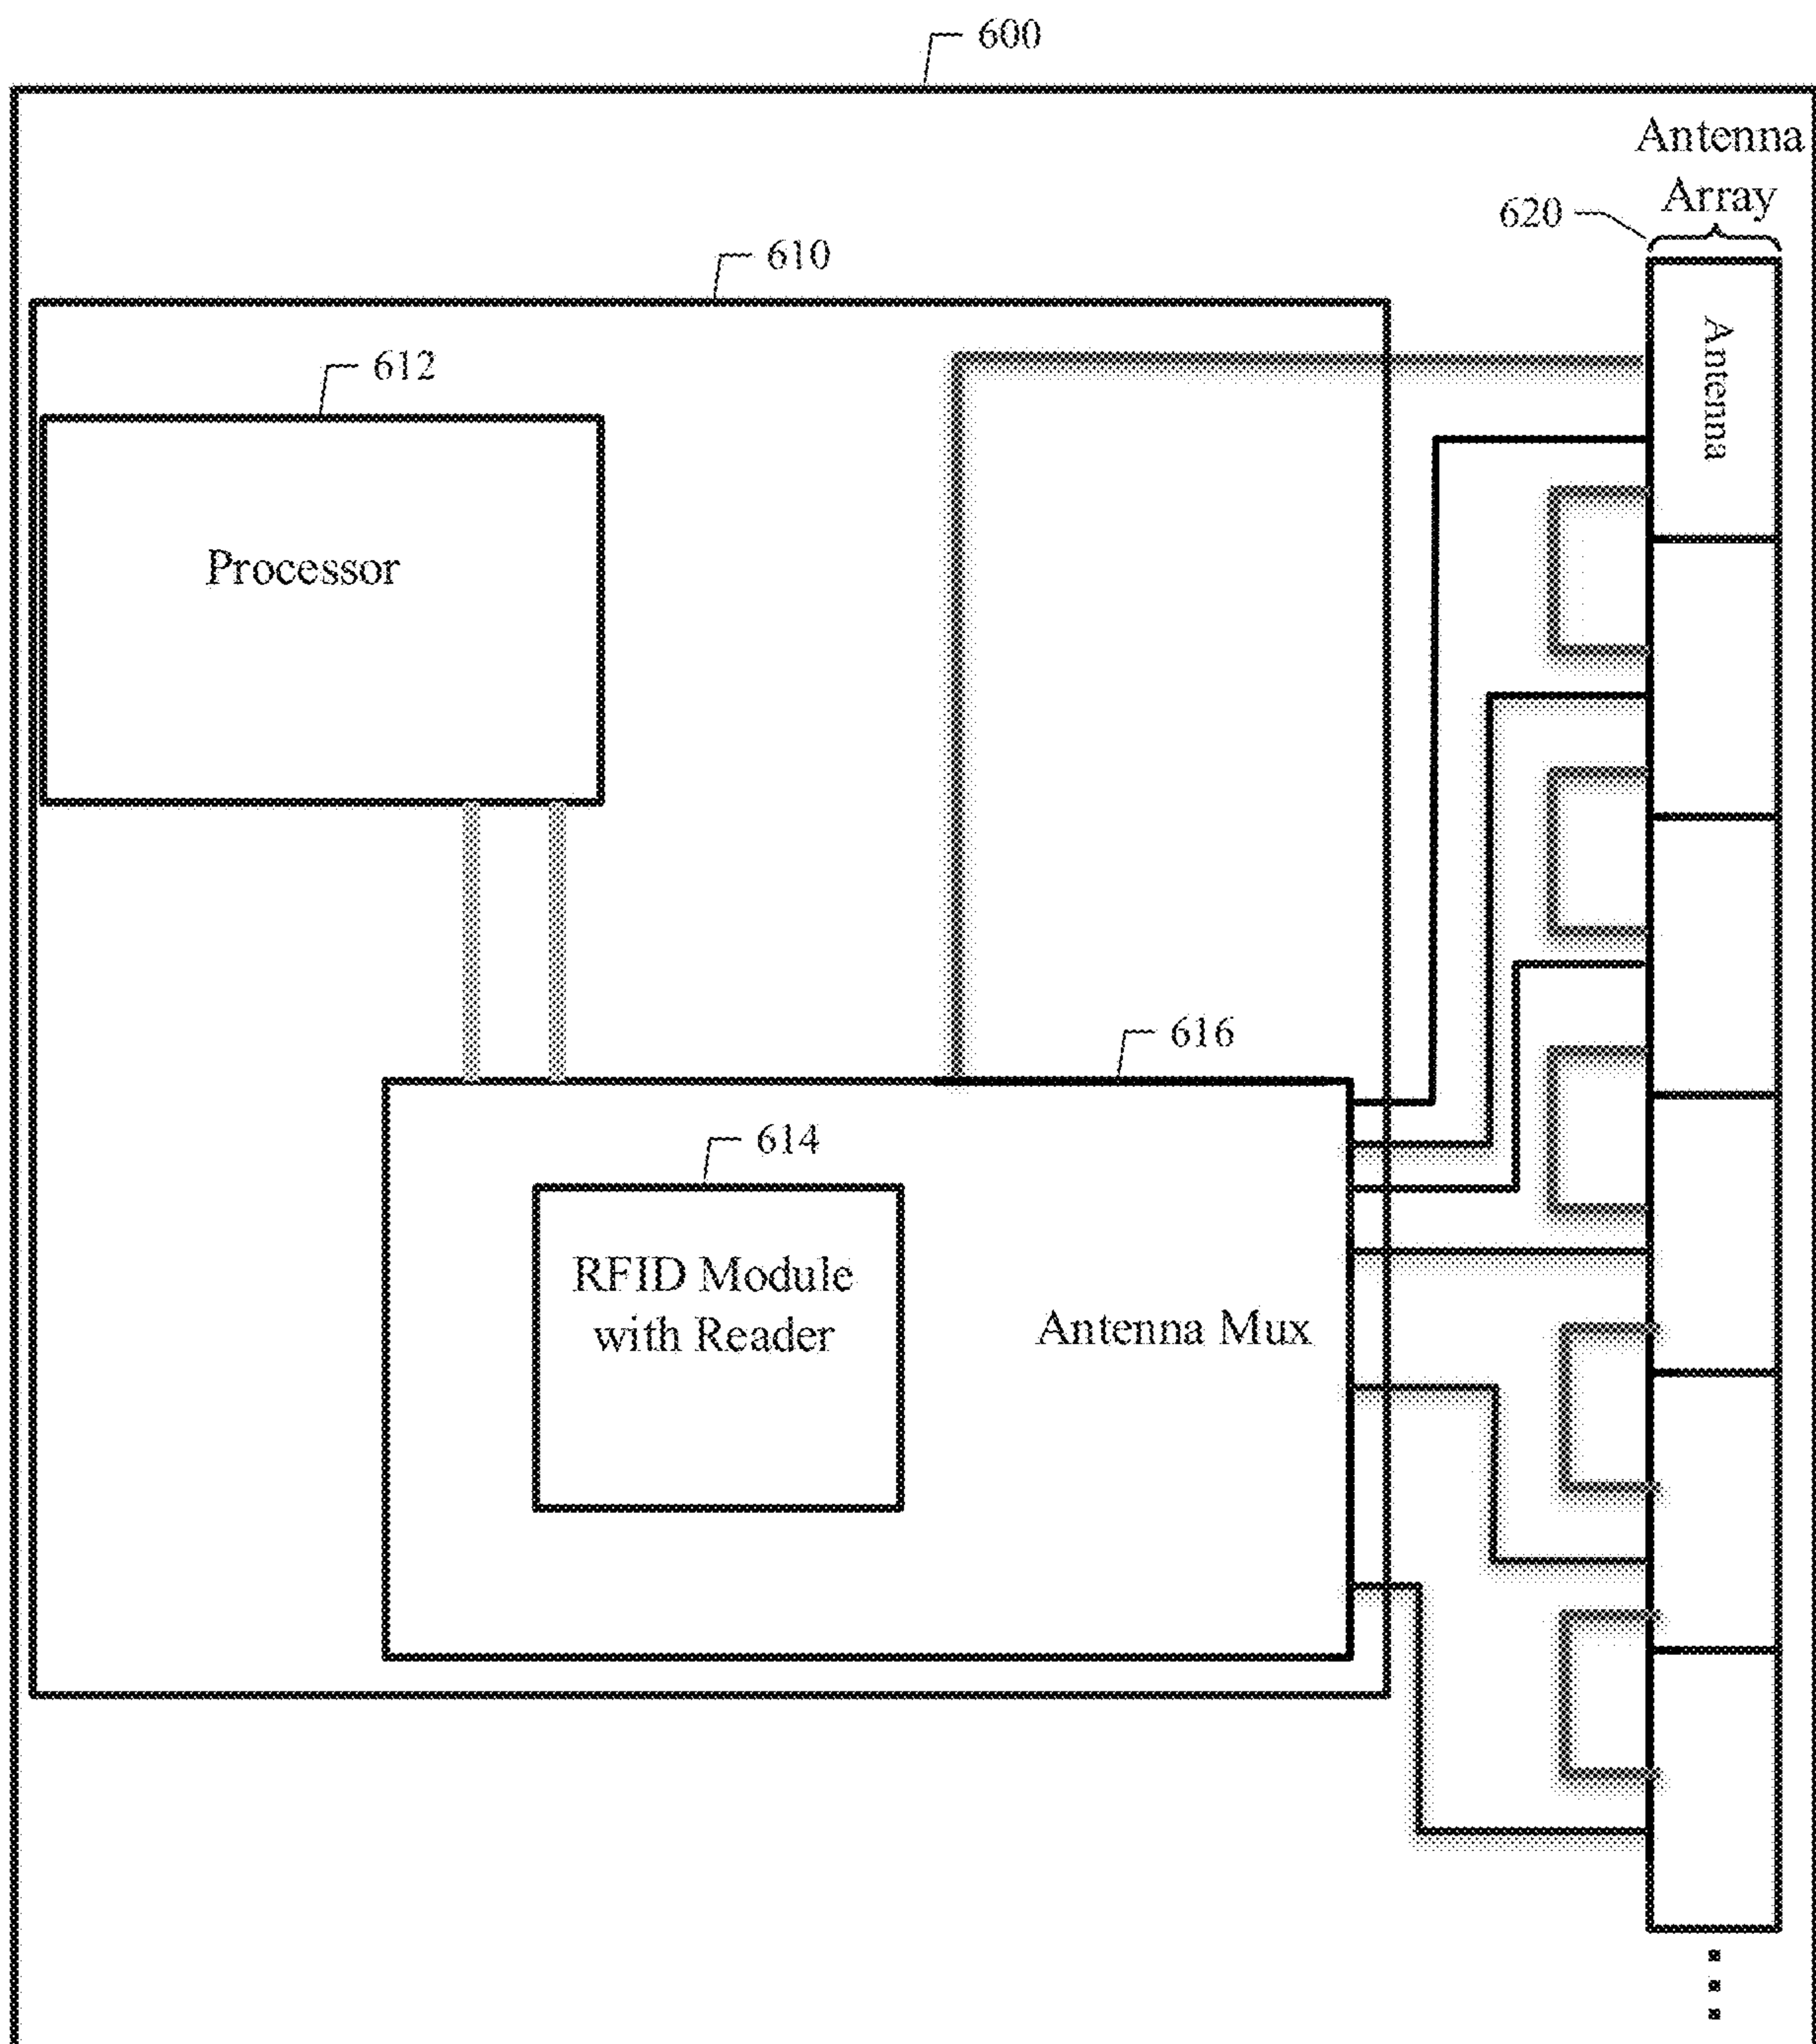 600
Antenna
Array
620
610
612
Antenna
Processor
616
614
RFID Module
with Reader
Antenna Mux